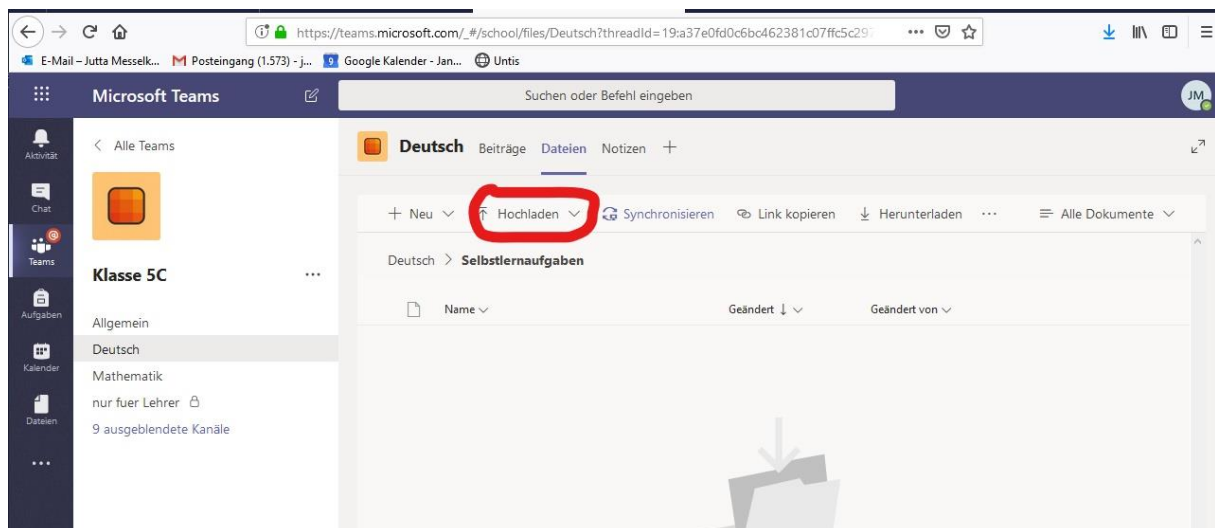 https://teams.microsoft.com/_#/school/files/Deutsch?threadId=19:a37e0fd0c6bc462381c07ffc5c297
E-Mail – Jutta Messelk... Posteingang (1.573) - j... 9 Google Kalender - Jan... Untis
Microsoft Teams Suchen oder Befehl eingeben JM
Aktivität
Chat
Teams
Aufgaben
Kalender
Dateien
< Alle Teams
Klasse 5C ...
Allgemein
Deutsch
Mathematik
nur fuer Lehrer
9 ausgeblendete Kanäle
Deutsch Beiträge Dateien Notizen +
+ Neu Hochladen Synchronisieren Link kopieren Herunterladen ... Alle Dokumente
Deutsch > Selbstlernaufgaben
Name Geändert ↓ Geändert von